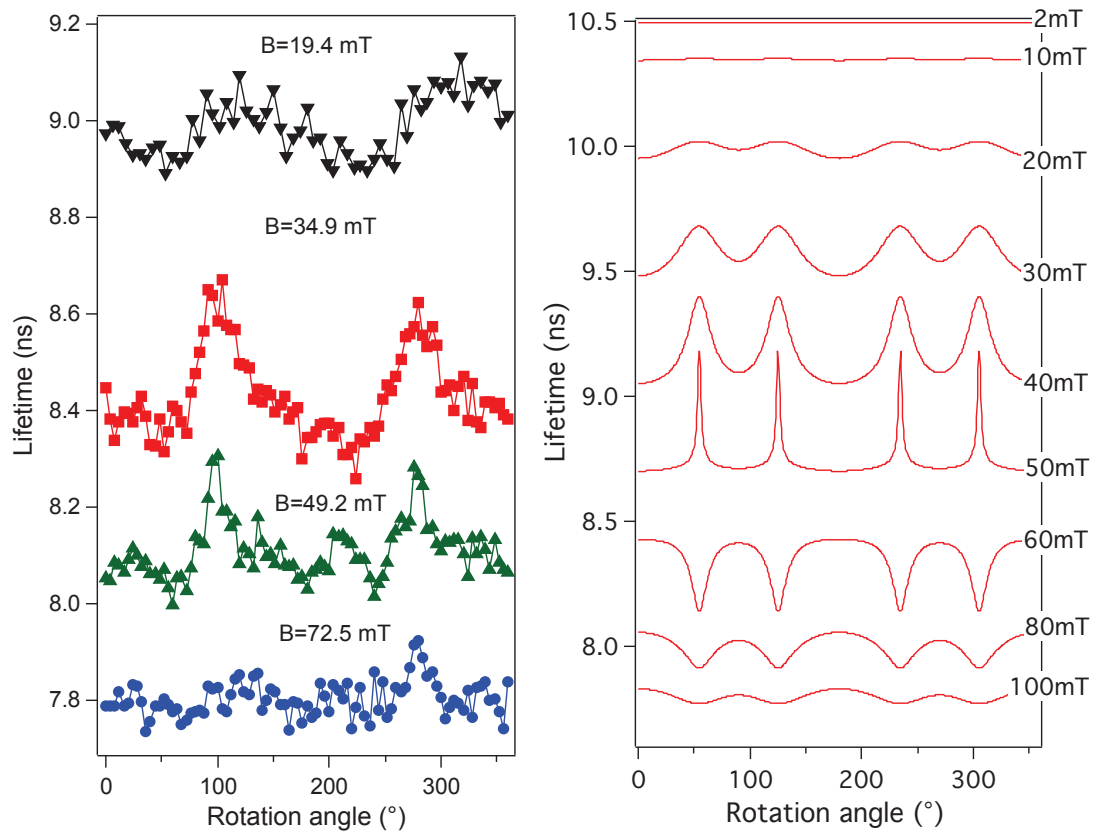 9.2
9.0
8.8
8.6
8.4
8.2
8.0
7.8
Lifetime (ns)
B=19.4 mT
B=34.9 mT
B=49.2 mT
B=72.5 mT
0
100
200
300
Rotation angle (°)
10.5
10.0
9.5
9.0
8.5
8.0
Lifetime (ns)
2mT
10mT
20mT
30mT
40mT
50mT
60mT
80mT
100mT
0
100
200
300
Rotation angle (°)